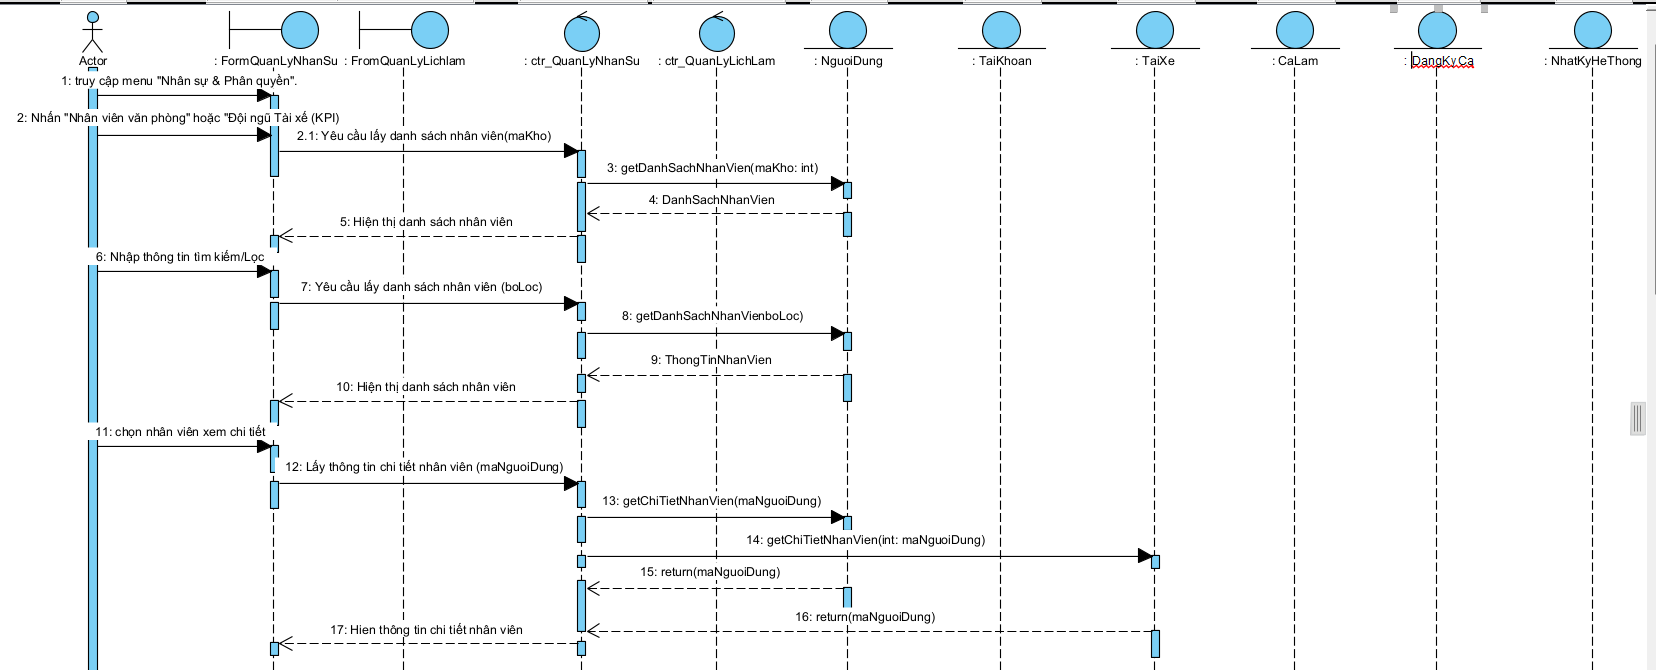 Actor
: FormQuanLyNhanSu
: FromQuanLyLichlam
: ctr_QuanLyNhanSu
: ctr_QuanLyLichLam
: NguoiDung
: TaiKhoan
: TaiXe
: CaLam
: DangKyCa
: NhatKyHeThong
1: truy cập menu "Nhân sự & Phân quyền".
2: Nhấn "Nhân viên văn phòng" hoặc "Đội ngũ Tài xế (KPI)
2.1: Yêu cầu lấy danh sách nhân viên(maKho)
3: getDanhSachNhanVien(maKho: int)
4: DanhSachNhanVien
5: Hiện thị danh sách nhân viên
6: Nhập thông tin tìm kiếm/Lọc
7: Yêu cầu lấy danh sách nhân viên (boLoc)
8: getDanhSachNhanVienboLoc)
9: ThongTinNhanVien
10: Hiện thị danh sách nhân viên
11: chọn nhân viên xem chi tiết
12: Lấy thông tin chi tiết nhân viên (maNguoiDung)
13: getChiTietNhanVien(maNguoiDung)
14: getChiTietNhanVien(int: maNguoiDung)
15: return(maNguoiDung)
16: return(maNguoiDung)
17: Hien thông tin chi tiết nhân viên